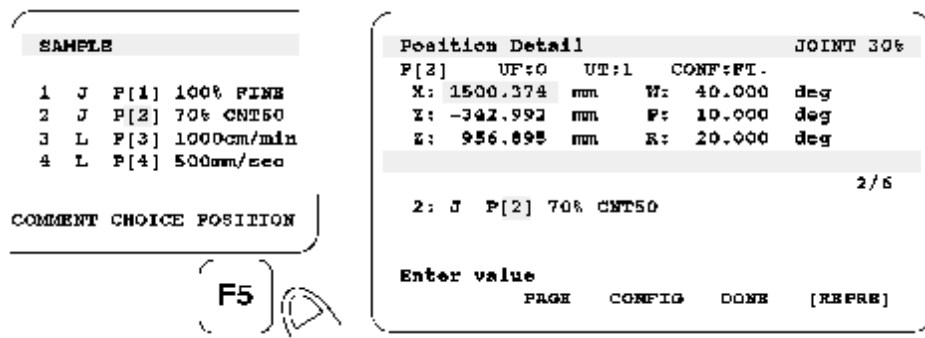 SAMPLE
1 J P[1] 100% FINE
2 J P[2] 70% CNT50
3 L P[3] 1000cm/min
4 L P[4] 500mm/sec
COMMENT CHOICE POSITION
F5
Position Detail JOINT 30%
P[2] UF:0 UT:1 CONF:FT.
X: 1500.374 mm W: 40.000 deg
Y: -342.992 mm P: 10.000 deg
Z: 956.895 mm R: 20.000 deg
2/6
2: J P[2] 70% CNT50
Enter value
PAGE CONFIG DONE [REPRE]